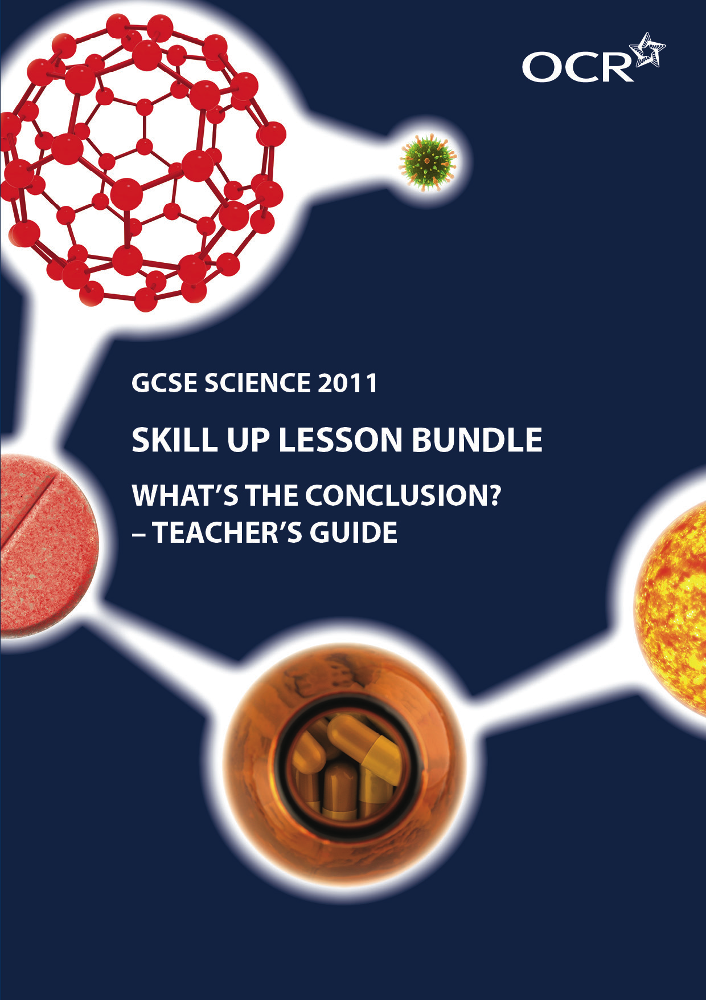 OCR
GCSE SCIENCE 2011
SKILL UP LESSON BUNDLE
WHAT’S THE CONCLUSION?
– TEACHER’S GUIDE